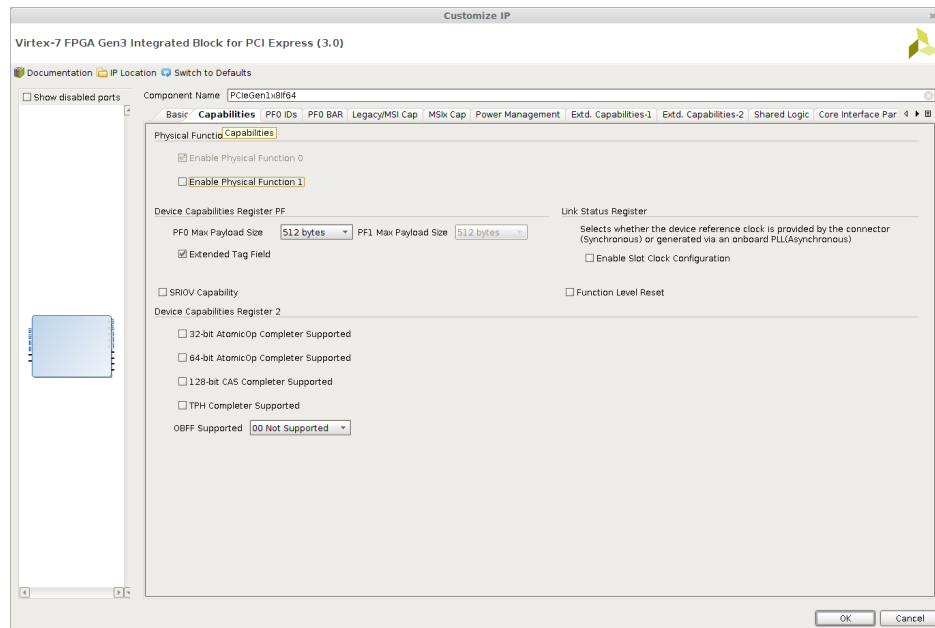 Customize IP
Virtex-7 FPGA Gen3 Integrated Block for PCI Express (3.0)
Documentation IP Location Switch to Defaults
Show disabled ports
Component Name PCIeGen1x8If64
Basic Capabilities PF0 IDs PF0 BAR Legacy/MSI Cap MSIx Cap Power Management Extd. Capabilities-1 Extd. Capabilities-2 Shared Logic Core Interface Par
Physical Functio Capabilities
Enable Physical Function 0
Enable Physical Function 1
Device Capabilities Register PF
PF0 Max Payload Size 512 bytes PF1 Max Payload Size 512 bytes
Extended Tag Field
Link Status Register
Selects whether the device reference clock is provided by the connector
(Synchronous) or generated via an onboard PLL(Asynchronous)
Enable Slot Clock Configuration
SRIOV Capability
Function Level Reset
Device Capabilities Register 2
32-bit AtomicOp Completer Supported
64-bit AtomicOp Completer Supported
128-bit CAS Completer Supported
TPH Completer Supported
OBFF Supported 00 Not Supported
OK Cancel